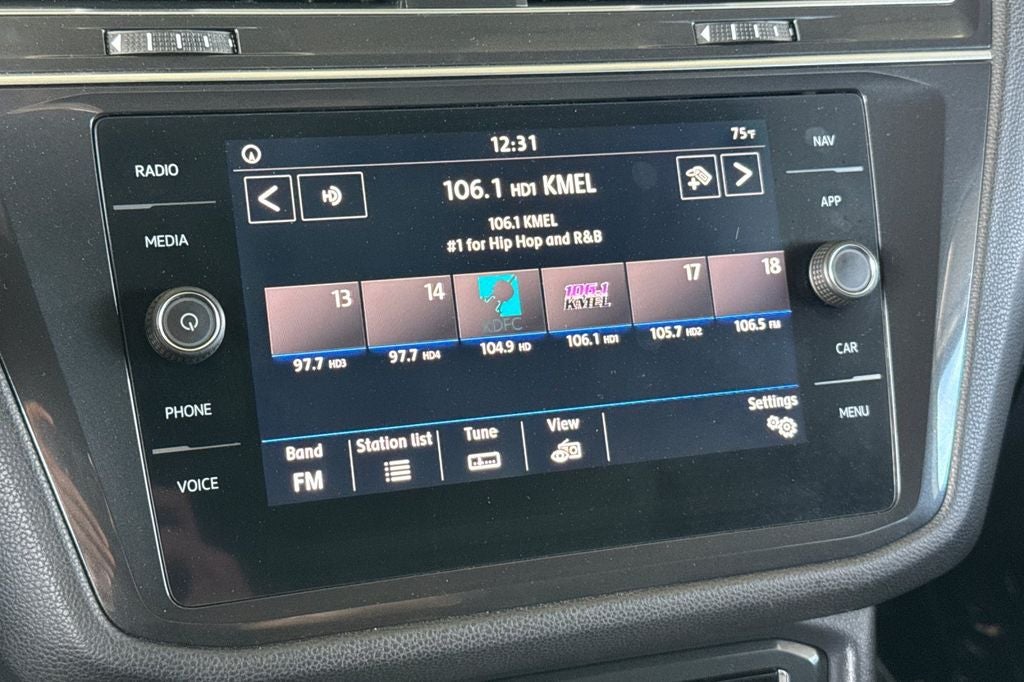 12:31
75°F
RADIO
NAV
106.1 HD1 KMEL
APP
106.1 KMEL
#1 for Hip Hop and R&B
MEDIA
13
14
KDFC
106.1
KMEL
17
18
97.7 HD3
97.7 HD4
104.9 HD
106.1 HD1
105.7 HD2
106.5 FM
CAR
PHONE
MENU
VOICE
Band
FM
Station list
Tune
View
Settings